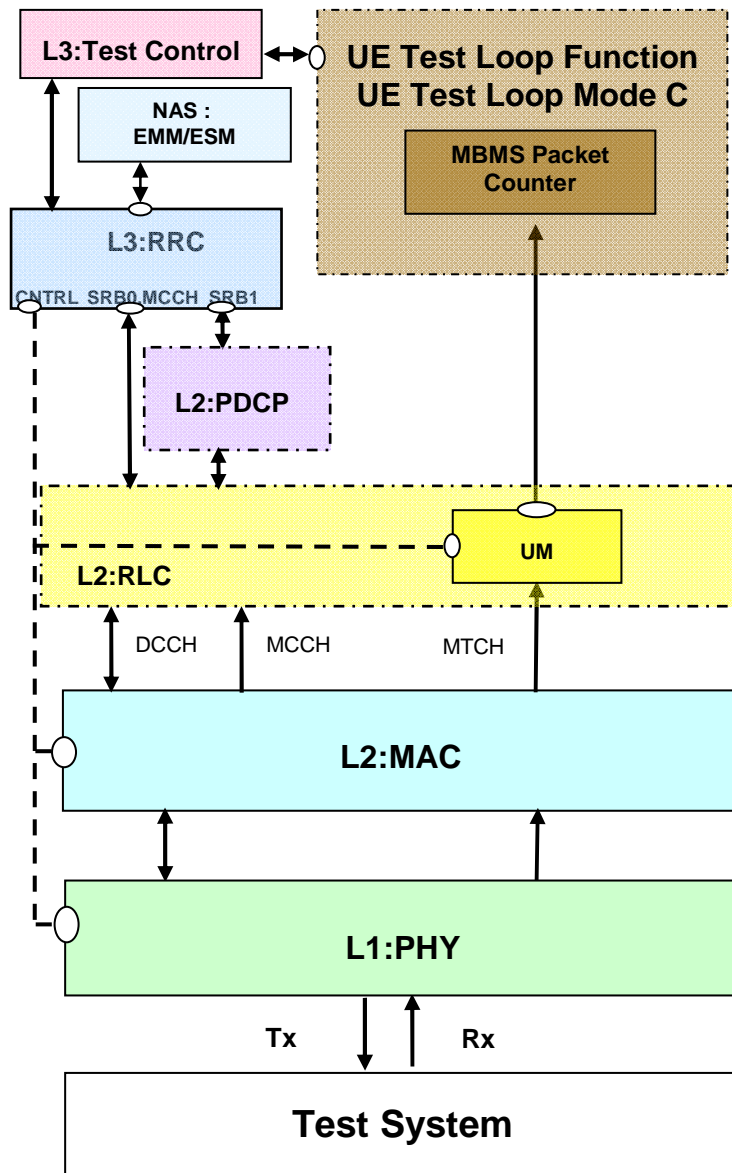 L3:Test Control
UE Test Loop Function
UE Test Loop Mode C
NAS :
EMM/ESM
MBMS Packet
Counter
L3:RRC
CNTRL SRB0,MCCH SRB1
L2:PDCP
UM
L2:RLC
DCCH
MCCH
MTCH
L2:MAC
L1:PHY
Tx
Rx
Test System